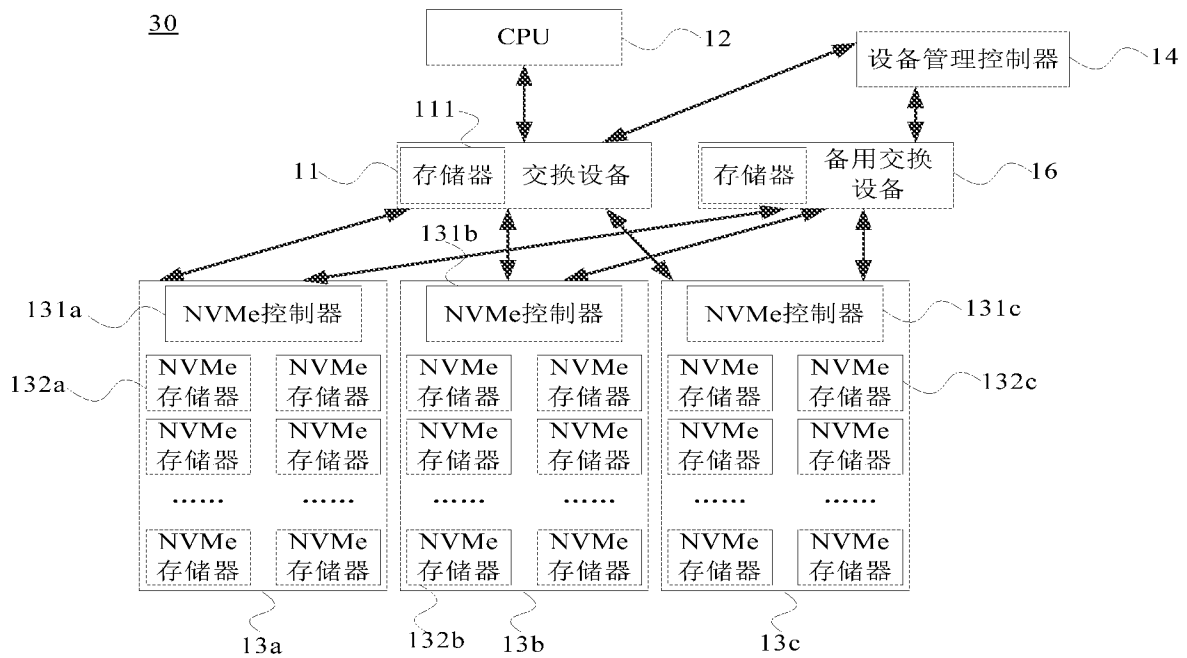 30
CPU
12
设备管理控制器
14
111
11
存储器
交换设备
存储器
备用交换
设备
16
131b
131a
NVMe控制器
NVMe控制器
NVMe控制器
131c
132a
NVMe
存储器
NVMe
存储器
NVMe
存储器
NVMe
存储器
NVMe
存储器
NVMe
存储器
132c
NVMe
存储器
NVMe
存储器
NVMe
存储器
NVMe
存储器
NVMe
存储器
NVMe
存储器
......
......
......
......
......
......
NVMe
存储器
NVMe
存储器
NVMe
存储器
NVMe
存储器
NVMe
存储器
NVMe
存储器
13a
132b
13b
13c